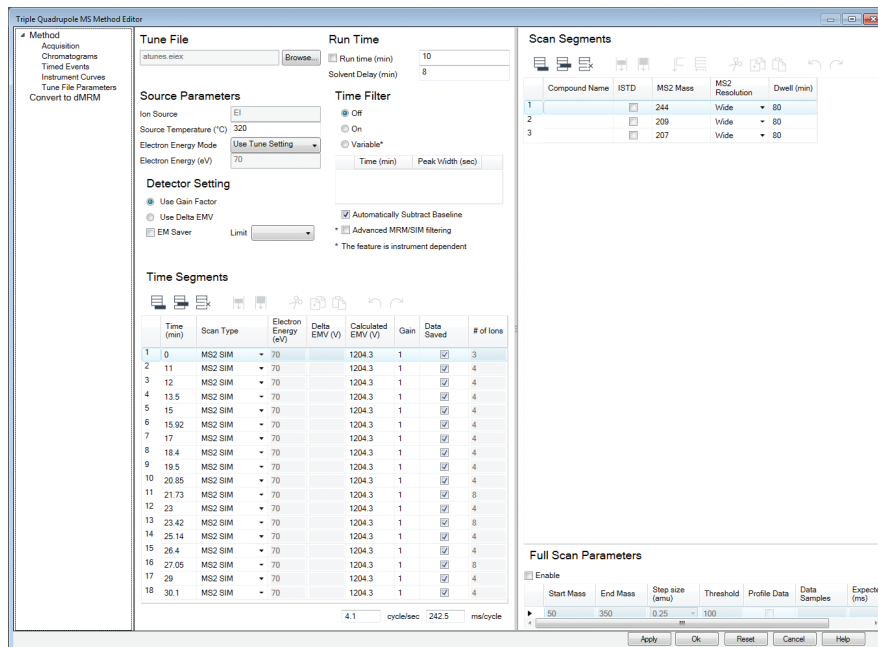 Triple Quadrupole MS Method Editor
Method
Acquisition
Chromatograms
Timed Events
Instrument Curves
Tune File Parameters
Convert to dMRM
Tune File
atunes.eiex
Browse...
Run Time
Run time (min) 10
Solvent Delay (min) 8
Source Parameters
Ion Source EI
Source Temperature (°C) 320
Electron Energy Mode Use Tune Setting
Electron Energy (eV) 70
Time Filter
Off
On
Variable*
Time (min) Peak Width (sec)
Detector Setting
Use Gain Factor
Use Delta EMV
EM Saver Limit
Automatically Subtract Baseline
* Advanced MRM/SIM filtering
* The feature is instrument dependent
Time Segments
Time (min) Scan Type Electron Energy (eV) Delta EMV (V) Calculated EMV (V) Gain Data Saved # of Ions
1 0 MS2 SIM 70 1204.3 1 3
2 11 MS2 SIM 70 1204.3 1 4
3 12 MS2 SIM 70 1204.3 1 4
4 13.5 MS2 SIM 70 1204.3 1 4
5 15 MS2 SIM 70 1204.3 1 4
6 15.92 MS2 SIM 70 1204.3 1 4
7 17 MS2 SIM 70 1204.3 1 4
8 18.4 MS2 SIM 70 1204.3 1 4
9 19.5 MS2 SIM 70 1204.3 1 4
10 20.85 MS2 SIM 70 1204.3 1 4
11 21.73 MS2 SIM 70 1204.3 1 8
12 23 MS2 SIM 70 1204.3 1 4
13 23.42 MS2 SIM 70 1204.3 1 8
14 25.14 MS2 SIM 70 1204.3 1 4
15 26.4 MS2 SIM 70 1204.3 1 4
16 27.05 MS2 SIM 70 1204.3 1 8
17 29 MS2 SIM 70 1204.3 1 4
18 30.1 MS2 SIM 70 1204.3 1 4
4.1 cycle/sec 242.5 ms/cycle
Scan Segments
Compound Name ISTD MS2 Mass MS2 Resolution Dwell (min)
1 244 Wide 80
2 209 Wide 80
3 207 Wide 80
Full Scan Parameters
Enable
Start Mass End Mass Step size (amu) Threshold Profile Data Data Samples Expecte (ms)
50 350 0.25 100
Apply Ok Reset Cancel Help